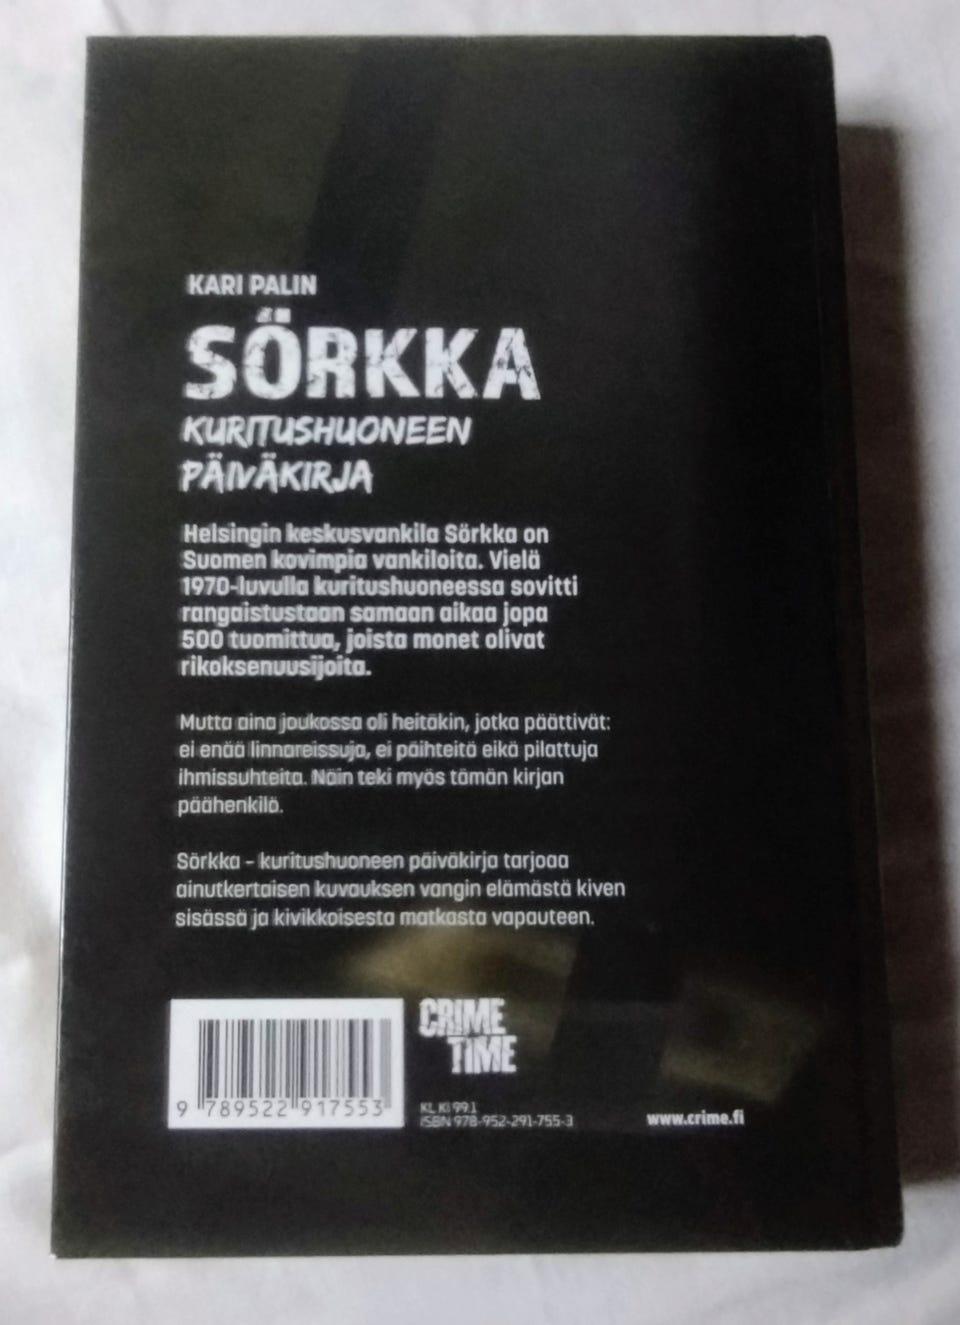 KARI PALIN
SÖRKKA
KURITUSHUONEEN
PÄIVÄKIRJA
Helsingin keskusvankila Sörkka on
Suomen kovimpia vankiloita. Vielä
1970-luvulla kuritushuoneessa sovitti
rangaistustaan samaan aikaa jopa
500 tuomittua, joista monet olivat
rikoksenuusijoita.
Mutta aina joukossa oli heitäkin, jotka päättivät:
ei enää linnareissuja, ei päihteitä eikä pilattuja
ihmissuhteita. Näin teki myös tämän kirjan
päähenkilö.
Sörkka – kuritushuoneen päiväkirja tarjoaa
ainutkertaisen kuvauksen vangin elämästä kiven
sisässä ja kivikkoisesta matkasta vapauteen.
CRIME
TIME
9 789522 917553
KL KI 99.1
ISBN 978-952-291-755-3
www.crime.fi